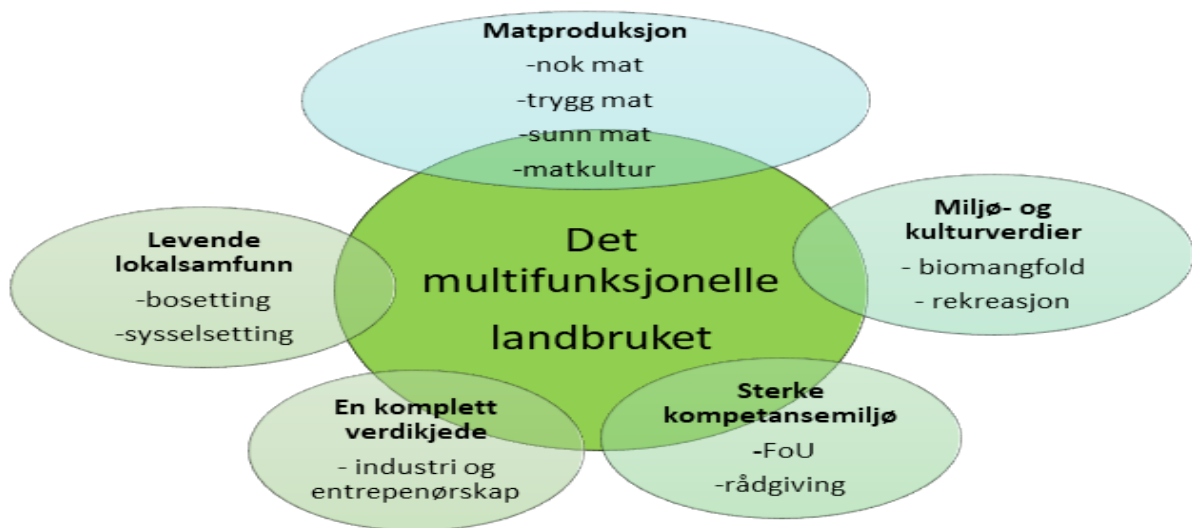 Matproduksjon
-nok mat
-trygg mat
-sunn mat
-matkultur
Det
multifunksjonelle
landbruket
Levende
lokalsamfunn
-bosetting
-sysselsetting
Miljø- og
kulturverdier
- biomangfold
- rekreasjon
En komplett
verdikjede
- industri og
entrepenørskap
Sterke
kompetansemiljø
-FoU
-rådgiving